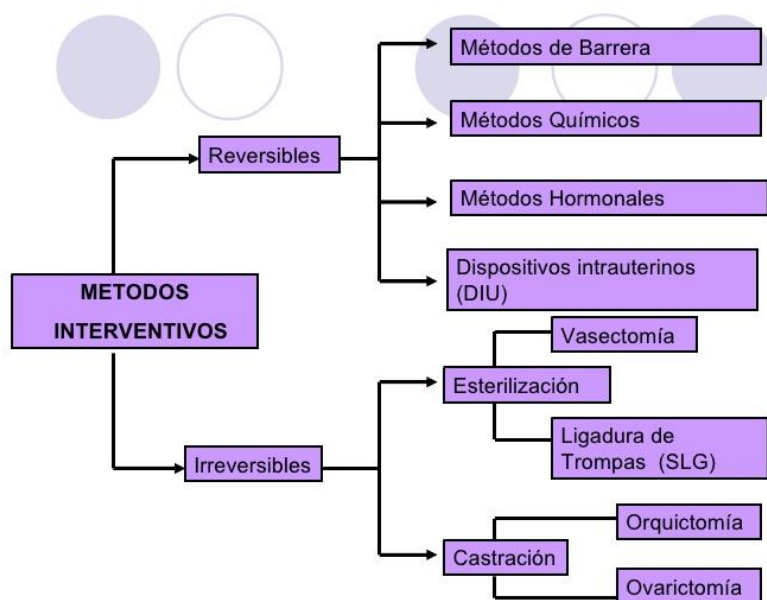 Métodos de Barrera
Métodos Químicos
Reversibles
Métodos Hormonales
Dispositivos intrauterinos
(DIU)
METODOS
INTERVENTIVOS
Vasectomía
Esterilización
Ligadura de
Trompas (SLG)
Irreversibles
Orquictomía
Castración
Ovarictomía